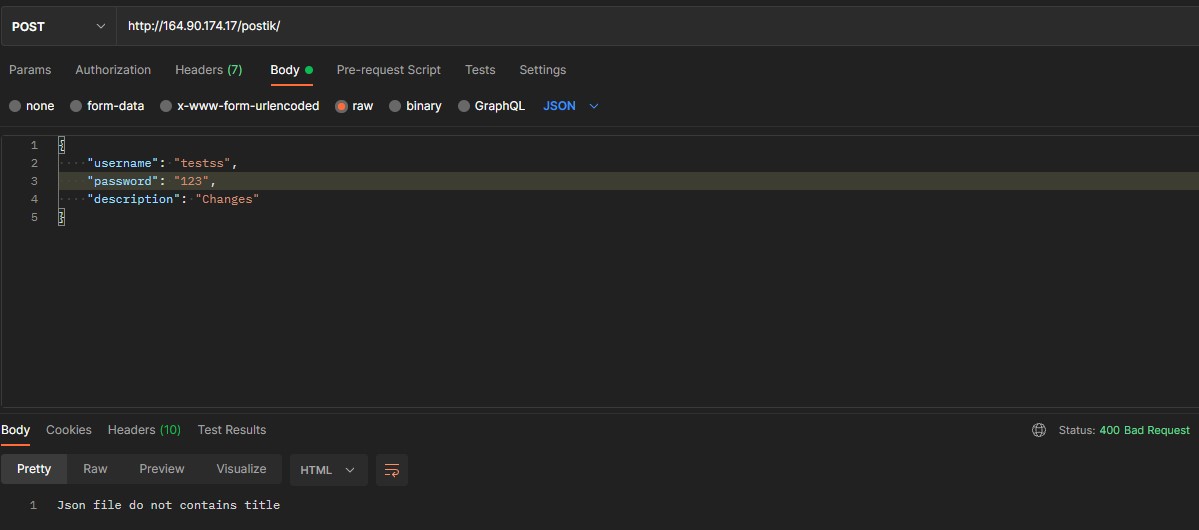 POST http://164.90.174.17/postik/
Params Authorization Headers (7) Body Pre-request Script Tests Settings
none form-data x-www-form-urlencoded raw binary GraphQL JSON
1 {
2 "username": "testss",
3 "password": "123",
4 "description": "Changes"
5 }
Body Cookies Headers (10) Test Results Status: 400 Bad Request
Pretty Raw Preview Visualize HTML
1 Json file do not contains title